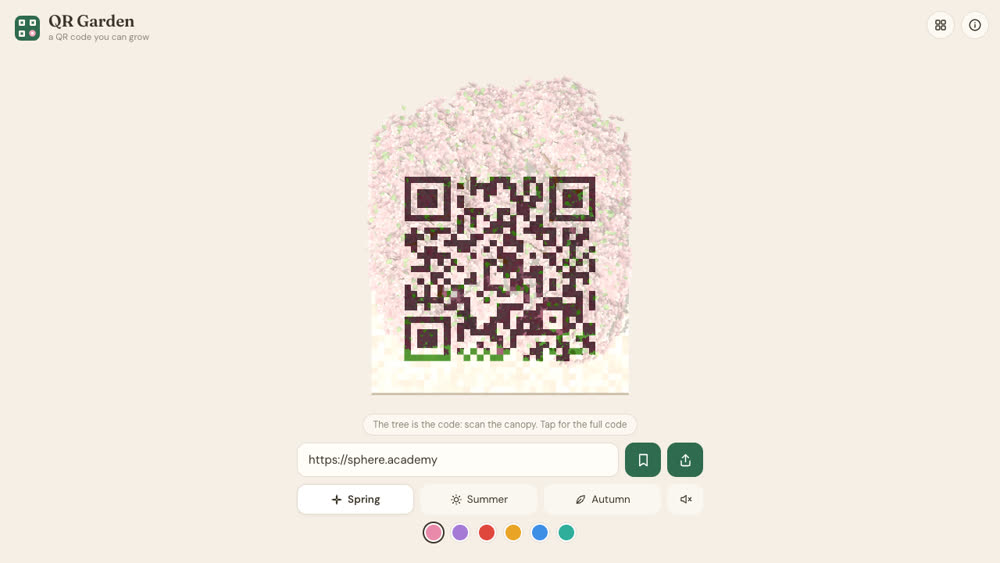 QR Garden
a QR code you can grow
The tree is the code: scan the canopy. Tap for the full code
https://sphere.academy
Spring
Summer
Autumn